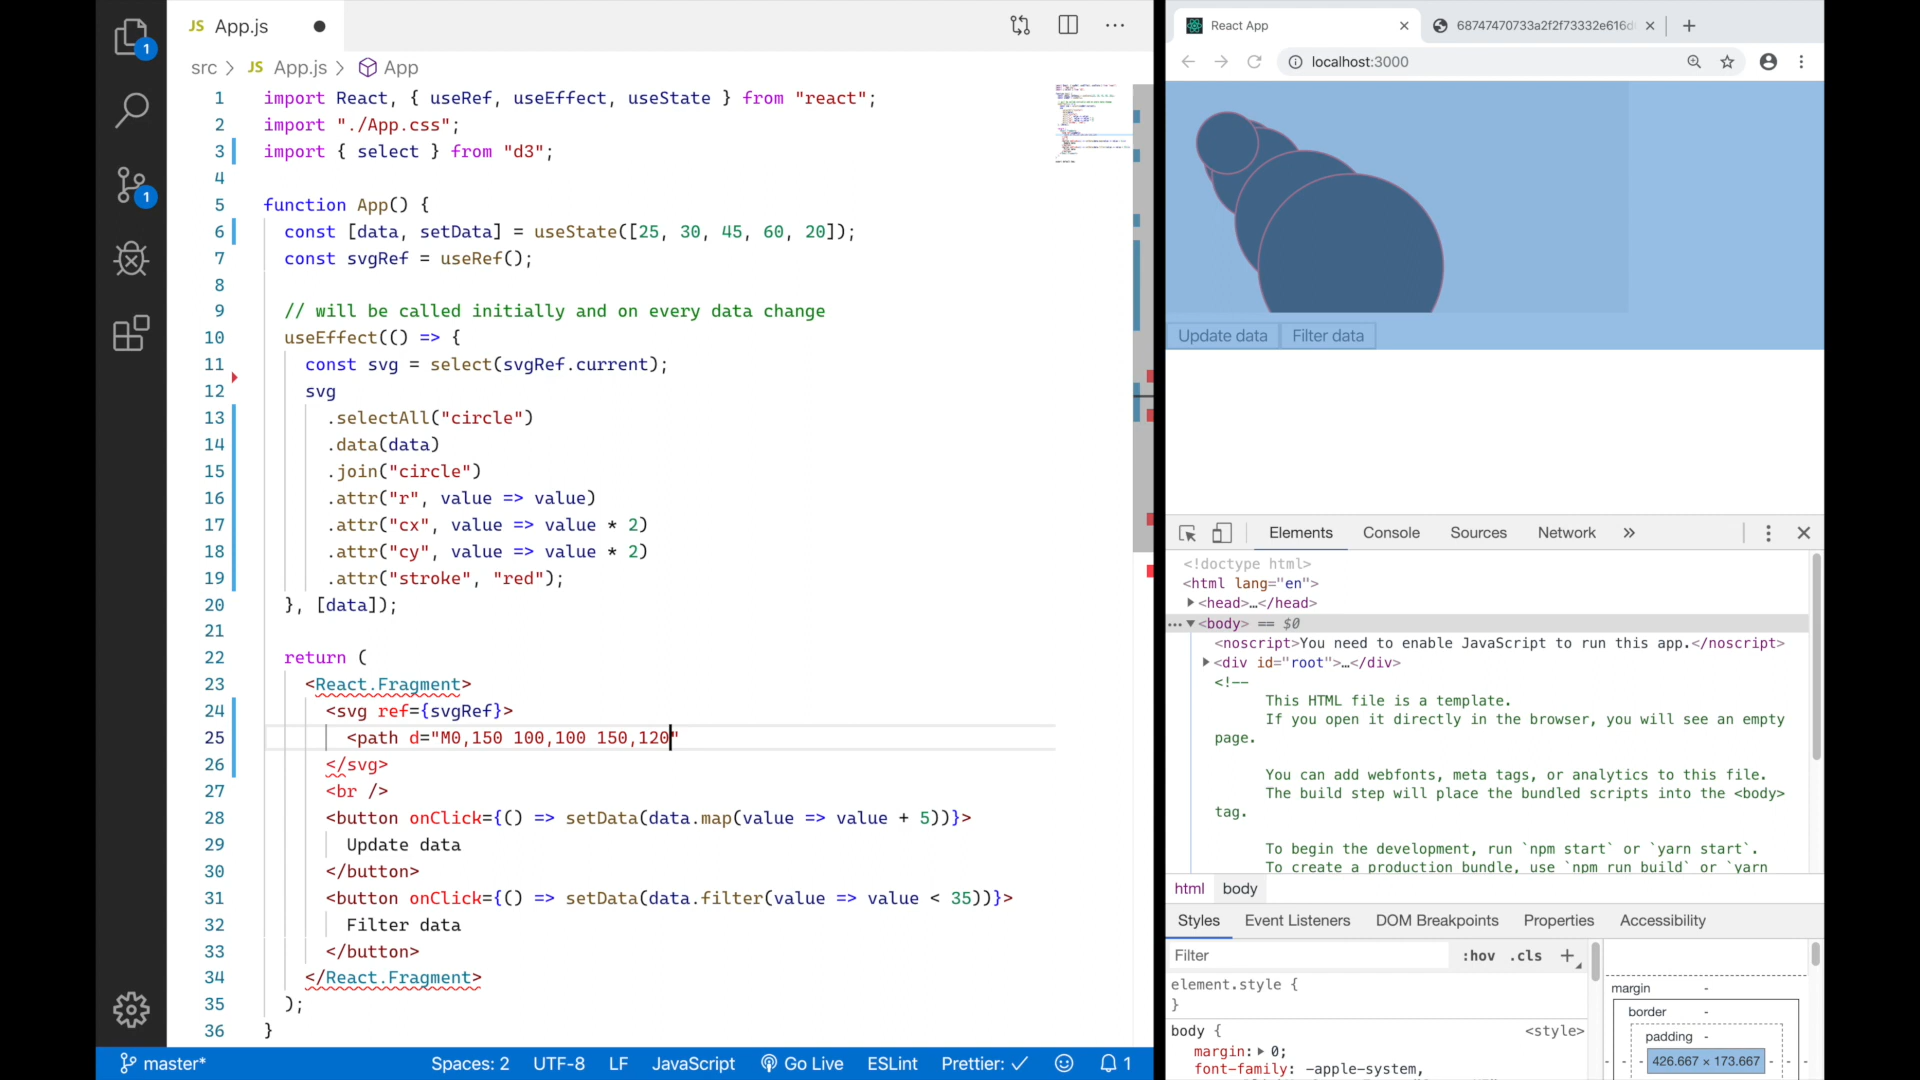 JS App.js
src > JS App.js > App
1 import React, { useRef, useEffect, useState } from "react";
2 import "./App.css";
3 import { select } from "d3";
4
5 function App() {
6 const [data, setData] = useState([25, 30, 45, 60, 20]);
7 const svgRef = useRef();
8
9 // will be called initially and on every data change
10 useEffect(() => {
11 const svg = select(svgRef.current);
12 svg
13 .selectAll("circle")
14 .data(data)
15 .join("circle")
16 .attr("r", value => value)
17 .attr("cx", value => value * 2)
18 .attr("cy", value => value * 2)
19 .attr("stroke", "red");
20 }, [data]);
21
22 return (
23 <React.Fragment>
24 <svg ref={svgRef}>
25 <path d="M0,150 100,100 150,120"
26 </svg>
27 <br />
28 <button onClick={() => setData(data.map(value => value + 5))}>
29 Update data
30 </button>
31 <button onClick={() => setData(data.filter(value => value < 35))}>
32 Filter data
33 </button>
34 </React.Fragment>
35 );
36 }
1
1
master* Spaces: 2 UTF-8 LF JavaScript Go Live ESLint Prettier: ✓ 1
React App
68747470733a2f2f73332e616d
localhost:3000
Update data Filter data
Elements Console Sources Network »
<!doctype html>
<html lang="en">
<head>…</head>
… <body> == $0
<noscript>You need to enable JavaScript to run this app.</noscript>
<div id="root">…</div>
<!--
This HTML file is a template.
If you open it directly in the browser, you will see an empty
page.
You can add webfonts, meta tags, or analytics to this file.
The build step will place the bundled scripts into the <body>
tag.
To begin the development, run `npm start` or `yarn start`.
To create a production bundle, use `npm run build` or `yarn
html body
Styles Event Listeners DOM Breakpoints Properties Accessibility
Filter :hov .cls +
element.style {
}
body { <style>
margin: 0;
font-family: -apple-system,
margin -
border -
padding -
426.667 × 173.667